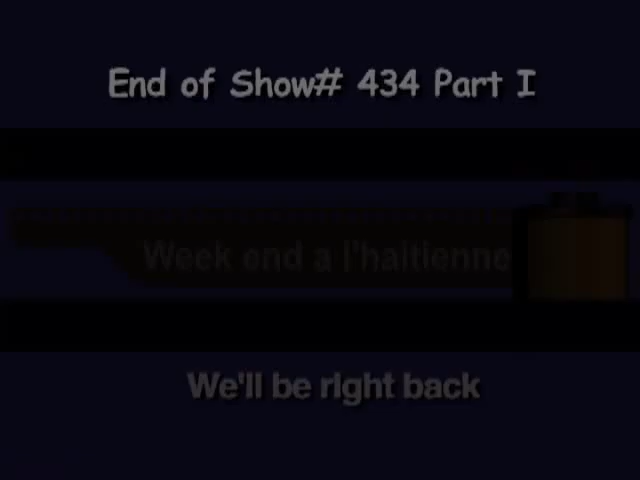 End of Show# 434 Part I
Week end a l'haitienne
We'll be right back